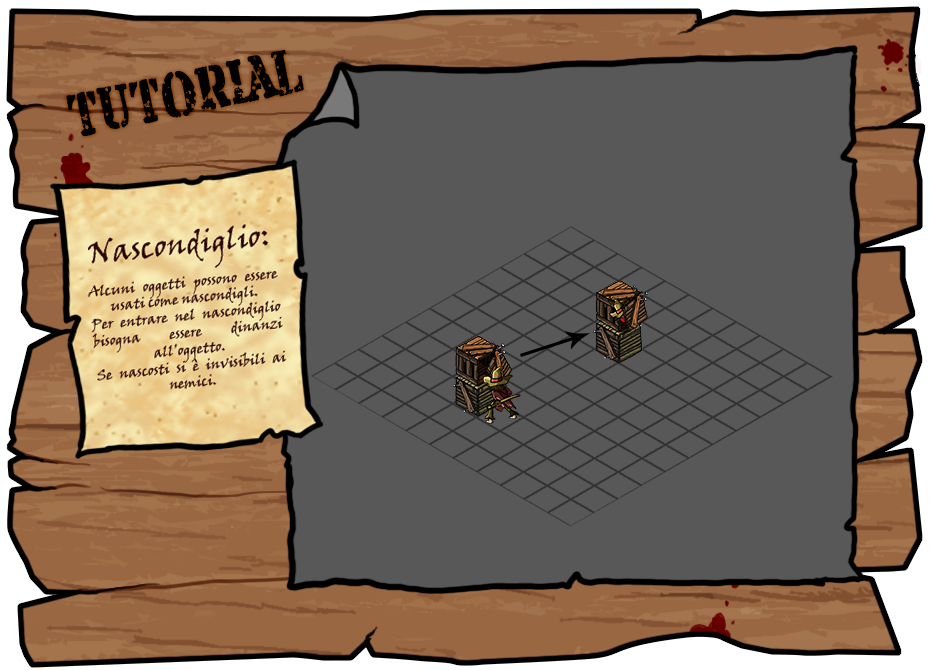 TUTORIAL
Nascondiglio:
Alcuni oggetti possono essere
usati come nascondigli.
Per entrare nel nascondiglio
bisogna essere dinanzi
all'oggetto.
Se nascosti si è invisibili ai
nemici.